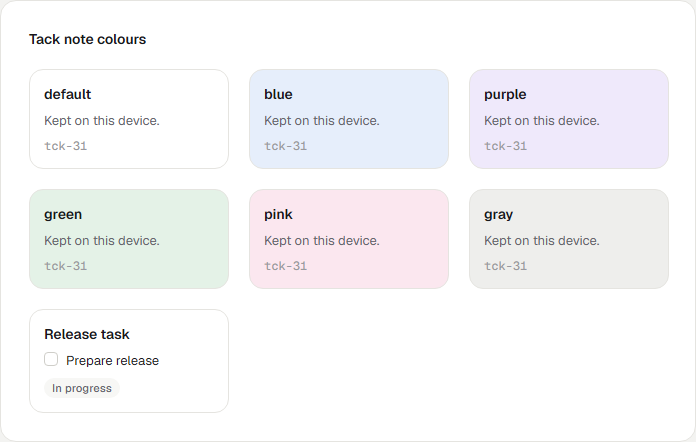 Tack note colours
default
Kept on this device.
tck-31
blue
Kept on this device.
tck-31
purple
Kept on this device.
tck-31
green
Kept on this device.
tck-31
pink
Kept on this device.
tck-31
gray
Kept on this device.
tck-31
Release task
Prepare release
In progress